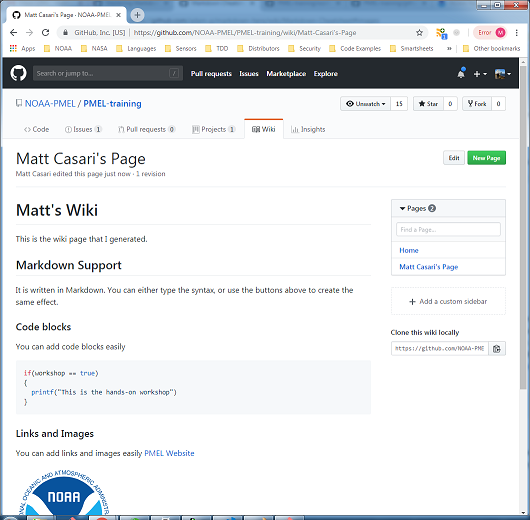 Matt Casari's Page · NOAA-PMEL
GitHub, Inc. [US] | https://github.com/NOAA-PMEL/PMEL-training/wiki/Matt-Casari's-Page
Error M
Apps NOAA NASA Languages Sensors TDD Distributors Security Code Examples Smartsheets » Other bookmarks
Search or jump to... / Pull requests Issues Marketplace Explore
NOAA-PMEL / PMEL-training
Unwatch 15 Star 0 Fork 0
Code Issues 1 Pull requests 0 Projects 1 Wiki Insights
Matt Casari's Page
Edit New Page
Matt Casari edited this page just now · 1 revision
Matt's Wiki
This is the wiki page that I generated.
Markdown Support
It is written in Markdown. You can either type the syntax, or use the buttons above to create the
same effect.
Code blocks
You can add code blocks easily
if(workshop == true)
{
printf("This is the hands-on workshop")
}
Links and Images
You can add links and images easily PMEL Website
NOAA
Pages 2
Find a Page...
Home
Matt Casari's Page
+ Add a custom sidebar
Clone this wiki locally
https://github.com/NOAA-PME